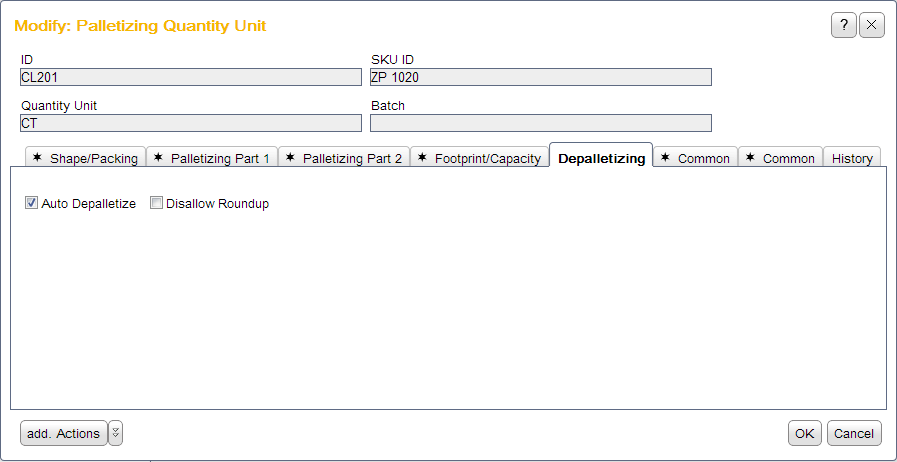 Modify: Palletizing Quantity Unit
?
ID
SKU ID
CL201
ZP 1020
Quantity Unit
Batch
CT
Shape/Packing
Palletizing Part 1
Palletizing Part 2
Footprint/Capacity
Depalletizing
Common
Common
History
Auto Depalletize
Disallow Roundup
add. Actions
OK
Cancel